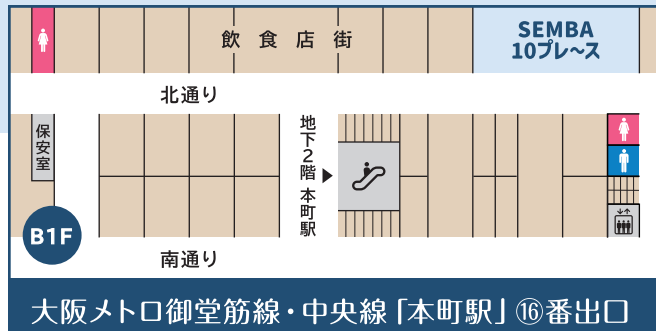 飲食店街
SEMBA
10プレ〜ス
北通り
保安室
地下2階 本町駅▶
B1F
南通り
大阪メトロ御堂筋線・中央線「本町駅」⑯番出口